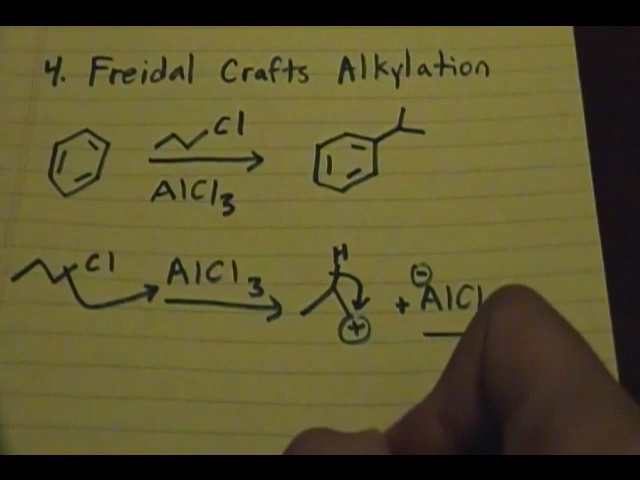 4. Freidal Crafts Alkylation
Cl
AlCl3
Cl AlCl3 H ⊕ + ⊖ AlCl